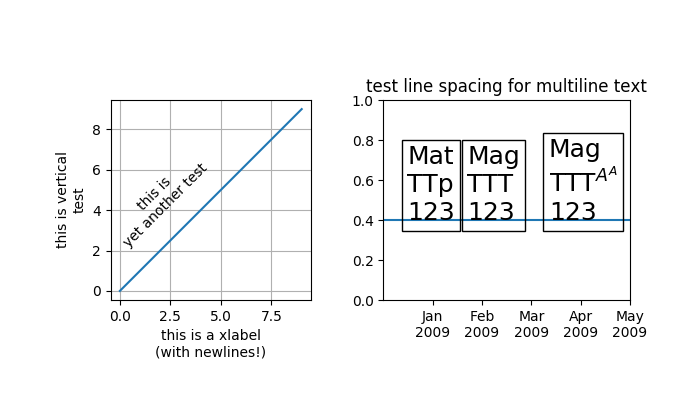 this is vertical
test
8
6
4
2
0
this is
yet another test
0.0 2.5 5.0 7.5
this is a xlabel
(with newlines!)
test line spacing for multiline text
1.0
0.8
0.6
0.4
0.2
0.0
Mat
TTp
123
Mag
TTT
123
Mag
TTTAᴬ
123
Jan Feb Mar Apr May
2009 2009 2009 2009 2009